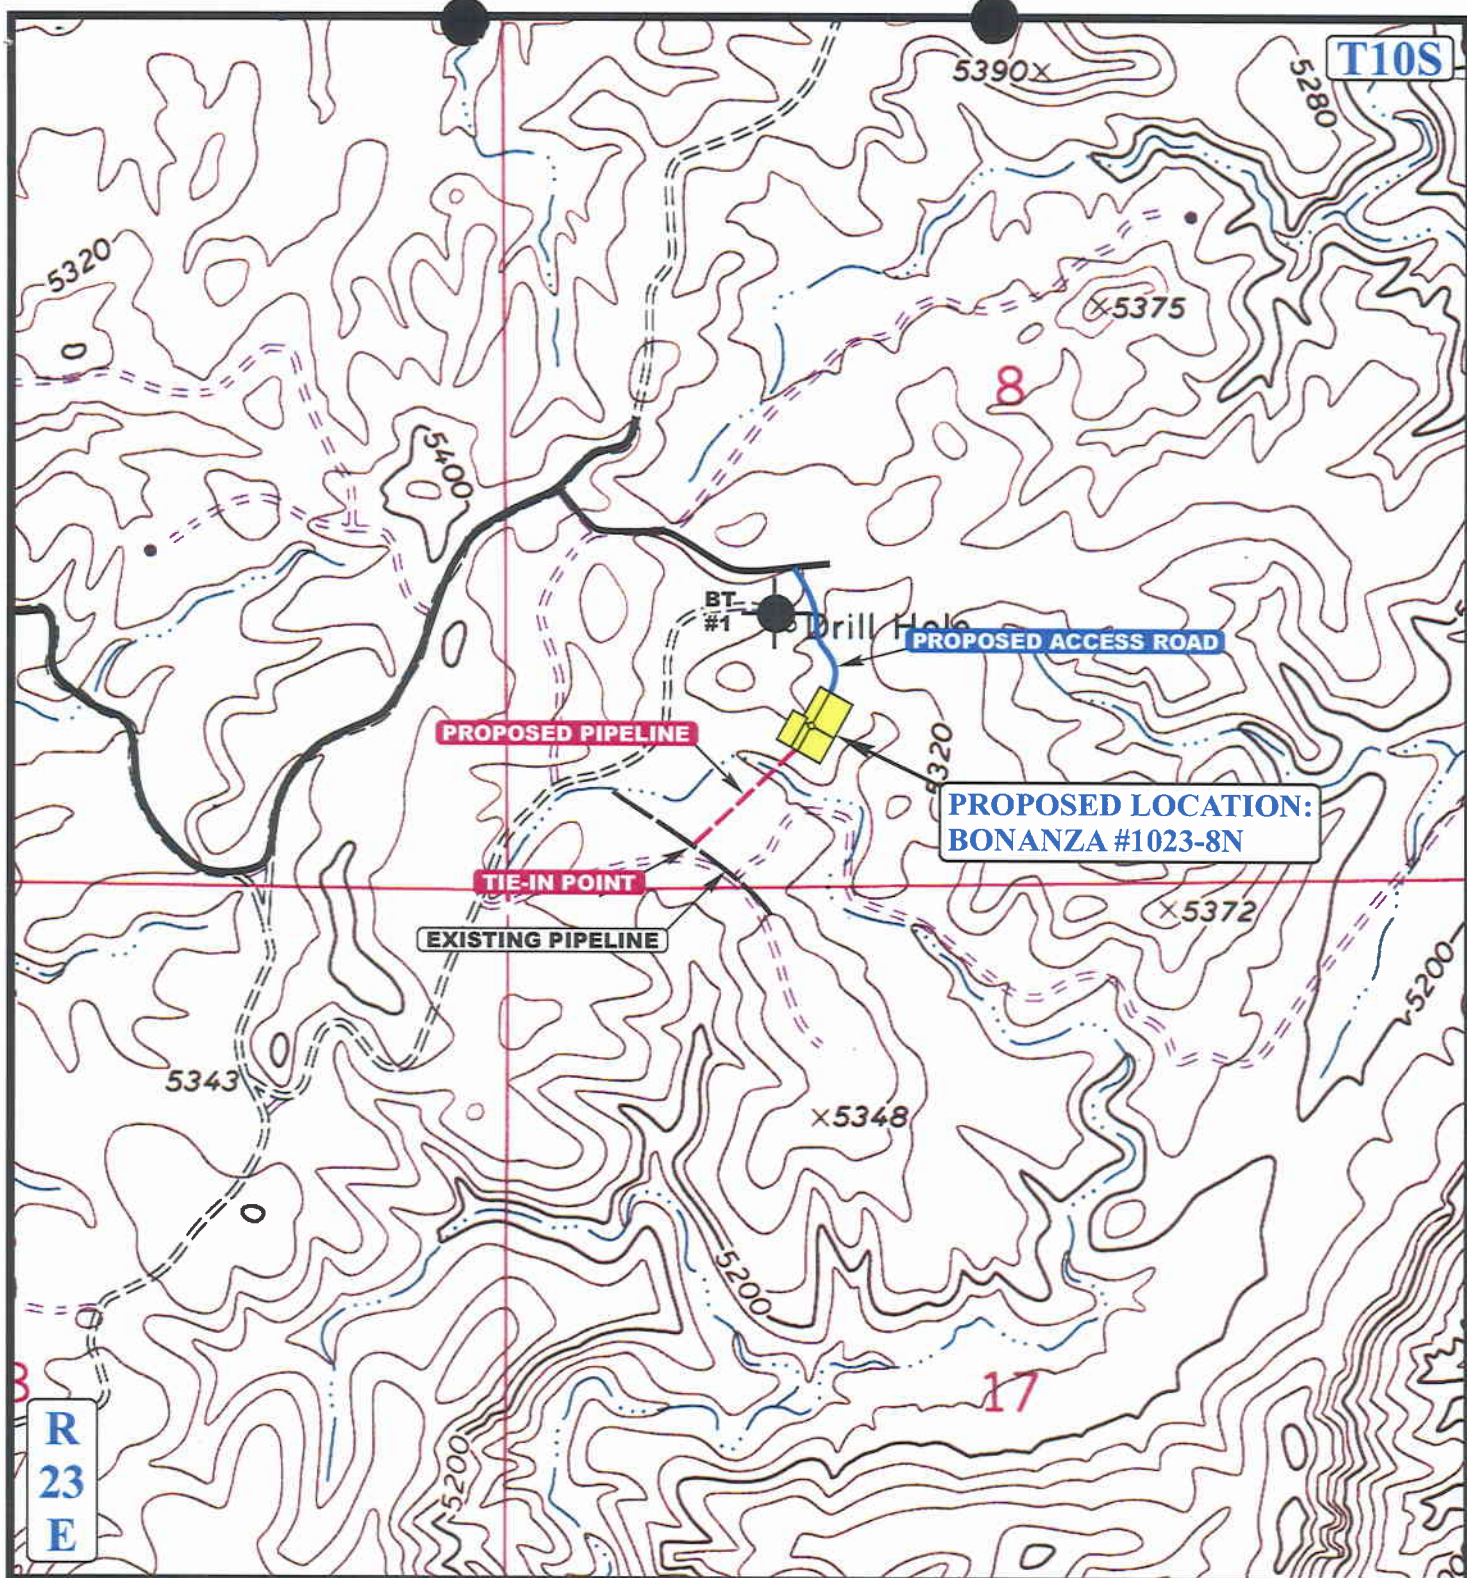 T10S
5390
5280
5320
5375
8
5400
BT
#1
Drill Hole
PROPOSED ACCESS ROAD
PROPOSED PIPELINE
5320
PROPOSED LOCATION:
BONANZA #1023-8N
TIE-IN POINT
5372
EXISTING PIPELINE
5200
5343
5348
5200
17
R
23
E
5200